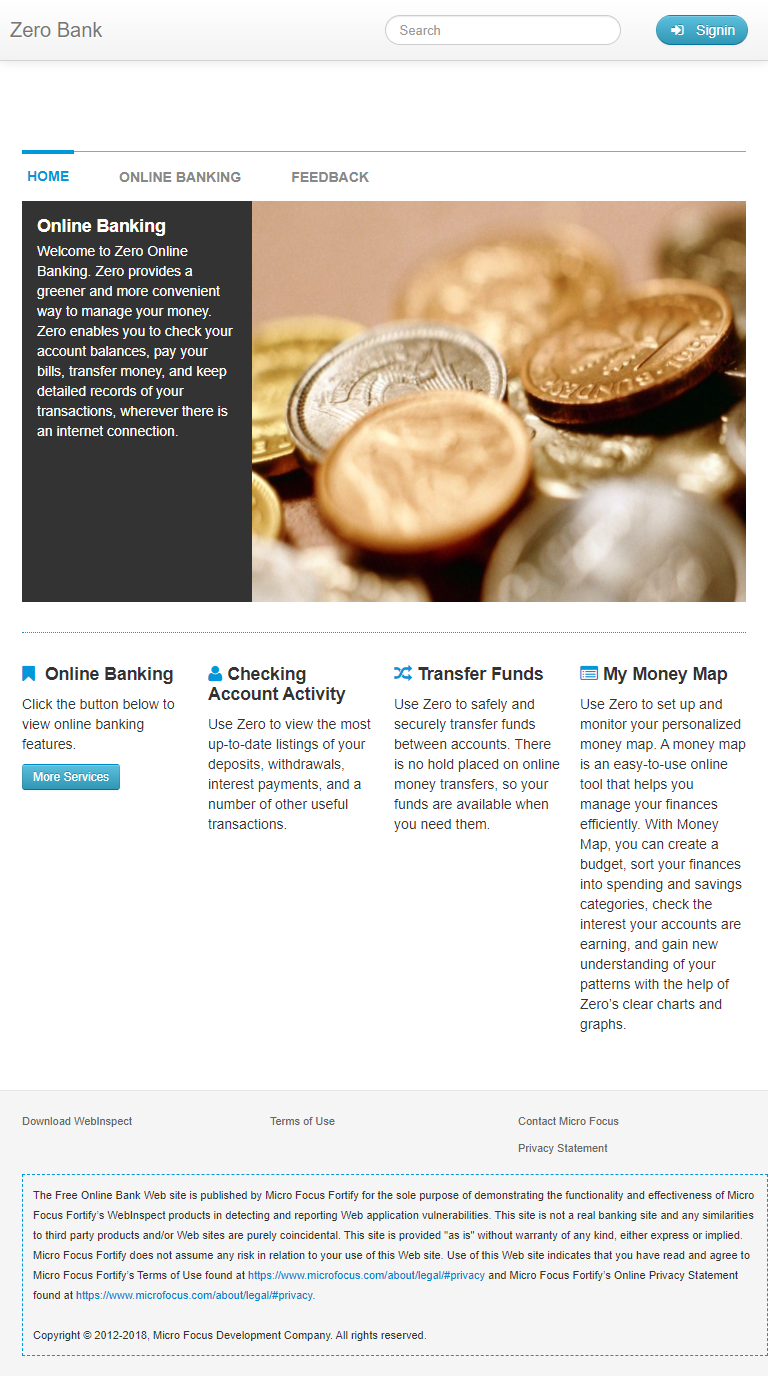 Zero Bank
Search
Signin
HOME
ONLINE BANKING
FEEDBACK
Online Banking
Welcome to Zero Online
Banking. Zero provides a
greener and more convenient
way to manage your money.
Zero enables you to check your
account balances, pay your
bills, transfer money, and keep
detailed records of your
transactions, wherever there is
an internet connection.
Online Banking
Click the button below to
view online banking
features.
More Services
Checking
Account Activity
Use Zero to view the most
up-to-date listings of your
deposits, withdrawals,
interest payments, and a
number of other useful
transactions.
Transfer Funds
Use Zero to safely and
securely transfer funds
between accounts. There
is no hold placed on online
money transfers, so your
funds are available when
you need them.
My Money Map
Use Zero to set up and
monitor your personalized
money map. A money map
is an easy-to-use online
tool that helps you
manage your finances
efficiently. With Money
Map, you can create a
budget, sort your finances
into spending and savings
categories, check the
interest your accounts are
earning, and gain new
understanding of your
patterns with the help of
Zero’s clear charts and
graphs.
Download WebInspect
Terms of Use
Contact Micro Focus
Privacy Statement
The Free Online Bank Web site is published by Micro Focus Fortify for the sole purpose of demonstrating the functionality and effectiveness of Micro
Focus Fortify’s WebInspect products in detecting and reporting Web application vulnerabilities. This site is not a real banking site and any similarities
to third party products and/or Web sites are purely coincidental. This site is provided "as is" without warranty of any kind, either express or implied.
Micro Focus Fortify does not assume any risk in relation to your use of this Web site. Use of this Web site indicates that you have read and agree to
Micro Focus Fortify’s Terms of Use found at https://www.microfocus.com/about/legal/#privacy and Micro Focus Fortify’s Online Privacy Statement
found at https://www.microfocus.com/about/legal/#privacy.
Copyright © 2012-2018, Micro Focus Development Company. All rights reserved.